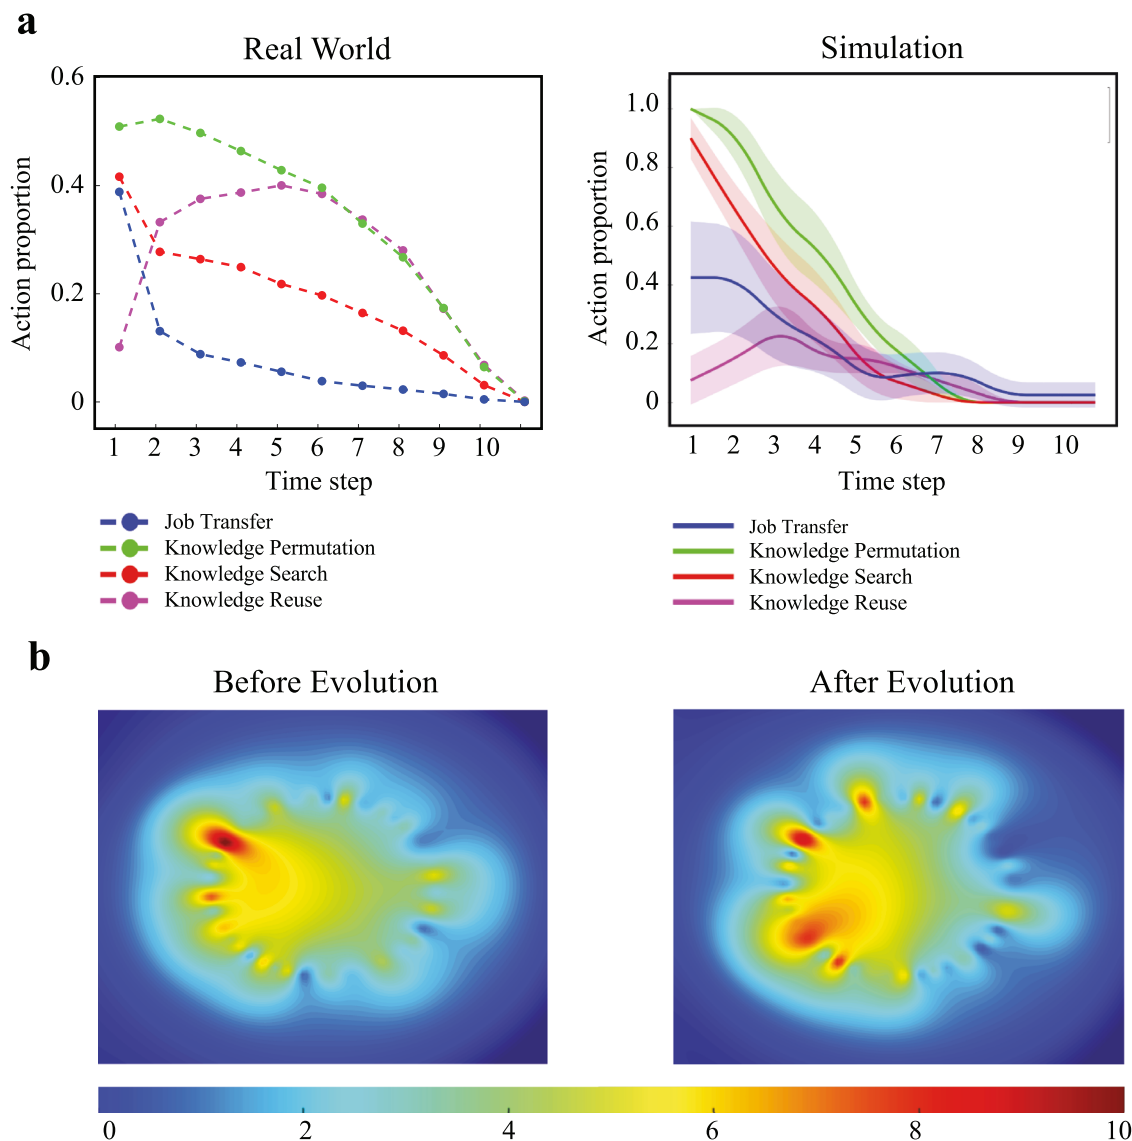 a
Real World
Simulation
0.6
0.4
0.2
0
Action proportion
1 2 3 4 5 6 7 8 9 10
Time step
1.0
0.8
0.6
0.4
0.2
0
Action proportion
1 2 3 4 5 6 7 8 9 10
Time step
Job Transfer
Knowledge Permutation
Knowledge Search
Knowledge Reuse
Job Transfer
Knowledge Permutation
Knowledge Search
Knowledge Reuse
b
Before Evolution
After Evolution
0 2 4 6 8 10